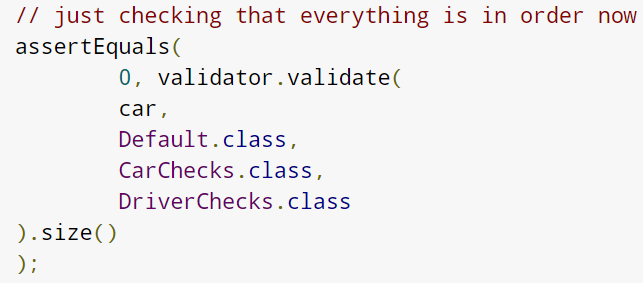 // just checking that everything is in order now
assertEquals(
        0, validator.validate(
        car,
        Default.class,
        CarChecks.class,
        DriverChecks.class
).size()
);